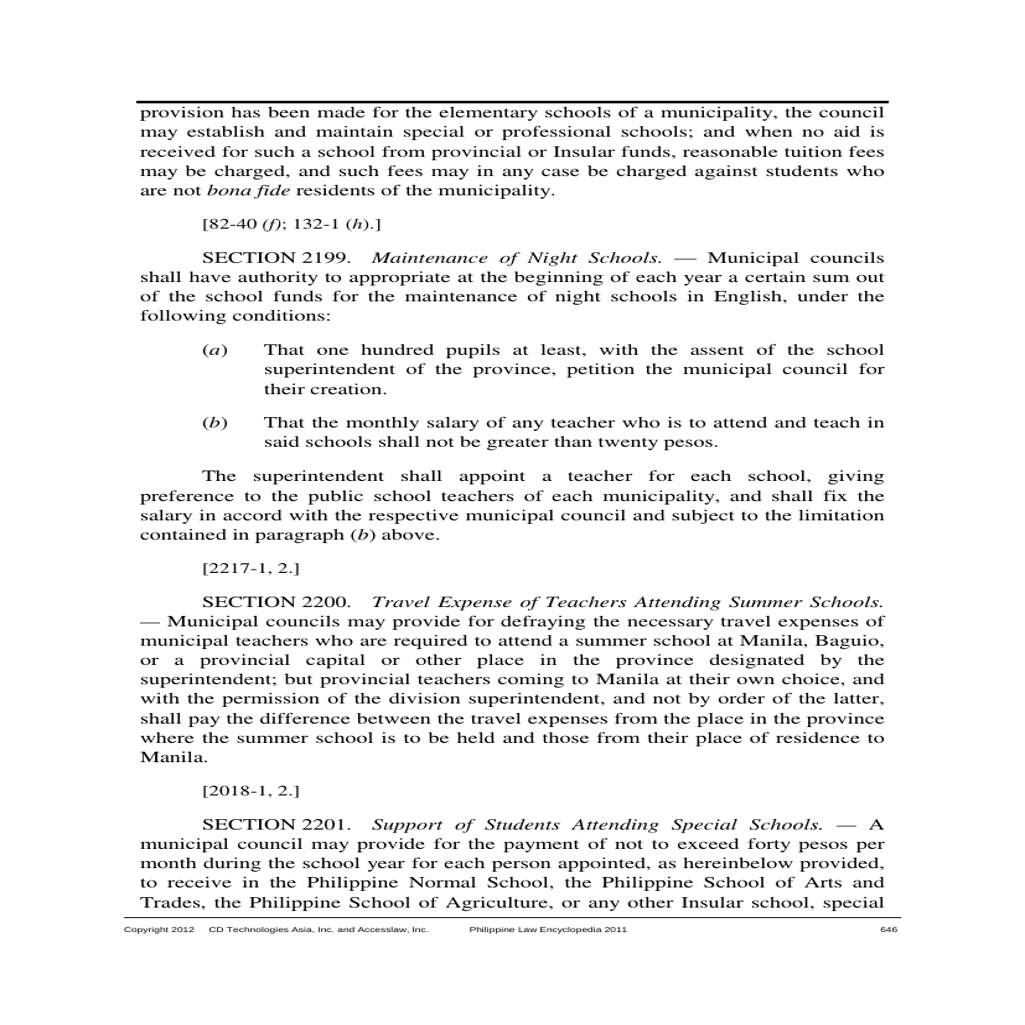 provision has been made for the elementary schools of a municipality, the council
may establish and maintain special or professional schools; and when no aid is
received for such a school from provincial or Insular funds, reasonable tuition fees
may be charged, and such fees may in any case be charged against students who
are not bona fide residents of the municipality.
[82-40 (f); 132-1 (h).]
SECTION 2199. Maintenance of Night Schools. — Municipal councils
shall have authority to appropriate at the beginning of each year a certain sum out
of the school funds for the maintenance of night schools in English, under the
following conditions:
(a) That one hundred pupils at least, with the assent of the school
superintendent of the province, petition the municipal council for
their creation.
(b) That the monthly salary of any teacher who is to attend and teach in
said schools shall not be greater than twenty pesos.
The superintendent shall appoint a teacher for each school, giving
preference to the public school teachers of each municipality, and shall fix the
salary in accord with the respective municipal council and subject to the limitation
contained in paragraph (b) above.
[2217-1, 2.]
SECTION 2200. Travel Expense of Teachers Attending Summer Schools.
— Municipal councils may provide for defraying the necessary travel expenses of
municipal teachers who are required to attend a summer school at Manila, Baguio,
or a provincial capital or other place in the province designated by the
superintendent; but provincial teachers coming to Manila at their own choice, and
with the permission of the division superintendent, and not by order of the latter,
shall pay the difference between the travel expenses from the place in the province
where the summer school is to be held and those from their place of residence to
Manila.
[2018-1, 2.]
SECTION 2201. Support of Students Attending Special Schools. — A
municipal council may provide for the payment of not to exceed forty pesos per
month during the school year for each person appointed, as hereinbelow provided,
to receive in the Philippine Normal School, the Philippine School of Arts and
Trades, the Philippine School of Agriculture, or any other Insular school, special
Copyright 2012 CD Technologies Asia, Inc. and Accesslaw, Inc. Philippine Law Encyclopedia 2011 646